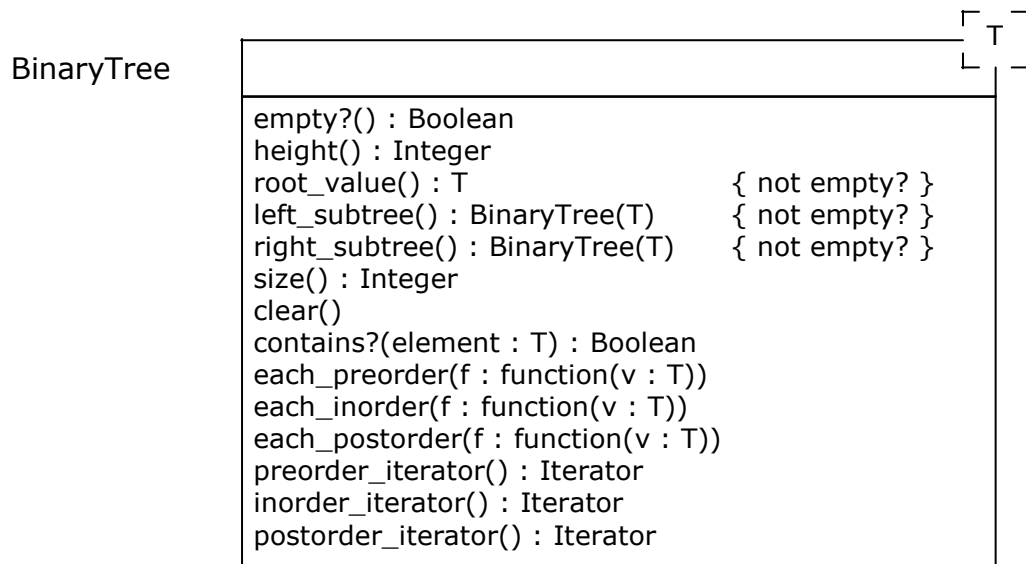 T
BinaryTree
empty?() : Boolean
height() : Integer
root_value() : T { not empty? }
left_subtree() : BinaryTree(T) { not empty? }
right_subtree() : BinaryTree(T) { not empty? }
size() : Integer
clear()
contains?(element : T) : Boolean
each_preorder(f : function(v : T))
each_inorder(f : function(v : T))
each_postorder(f : function(v : T))
preorder_iterator() : Iterator
inorder_iterator() : Iterator
postorder_iterator() : Iterator